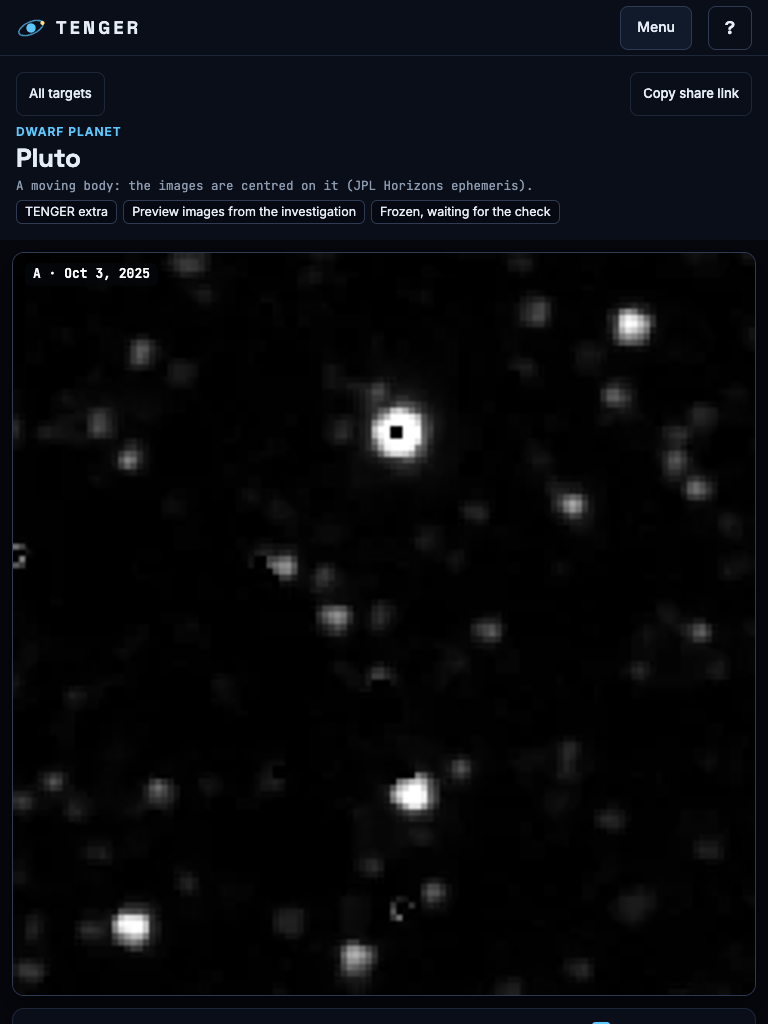 TENGER
Menu
?
All targets
Copy share link
DWARF PLANET
Pluto
A moving body: the images are centred on it (JPL Horizons ephemeris).
TENGER extra
Preview images from the investigation
Frozen, waiting for the check
A · Oct 3, 2025